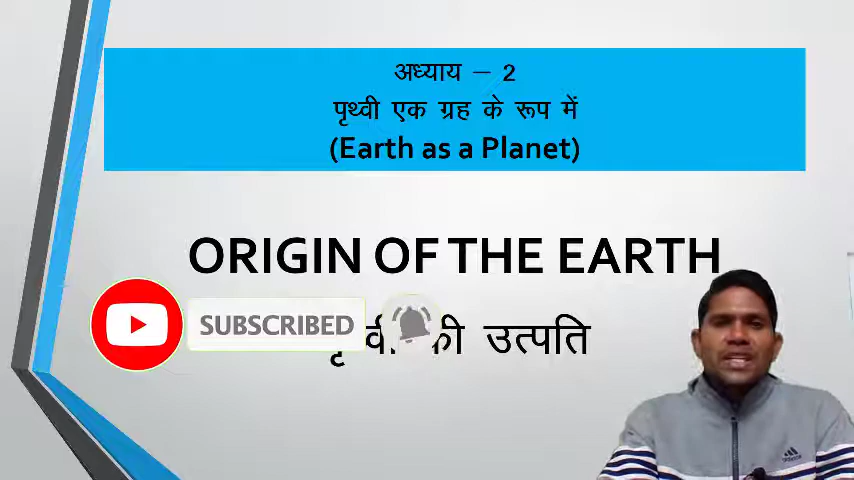 अध्याय – 2
पृथ्वी एक ग्रह के रूप में
(Earth as a Planet)
ORIGIN OF THE EARTH
SUBSCRIBED
की उत्पति